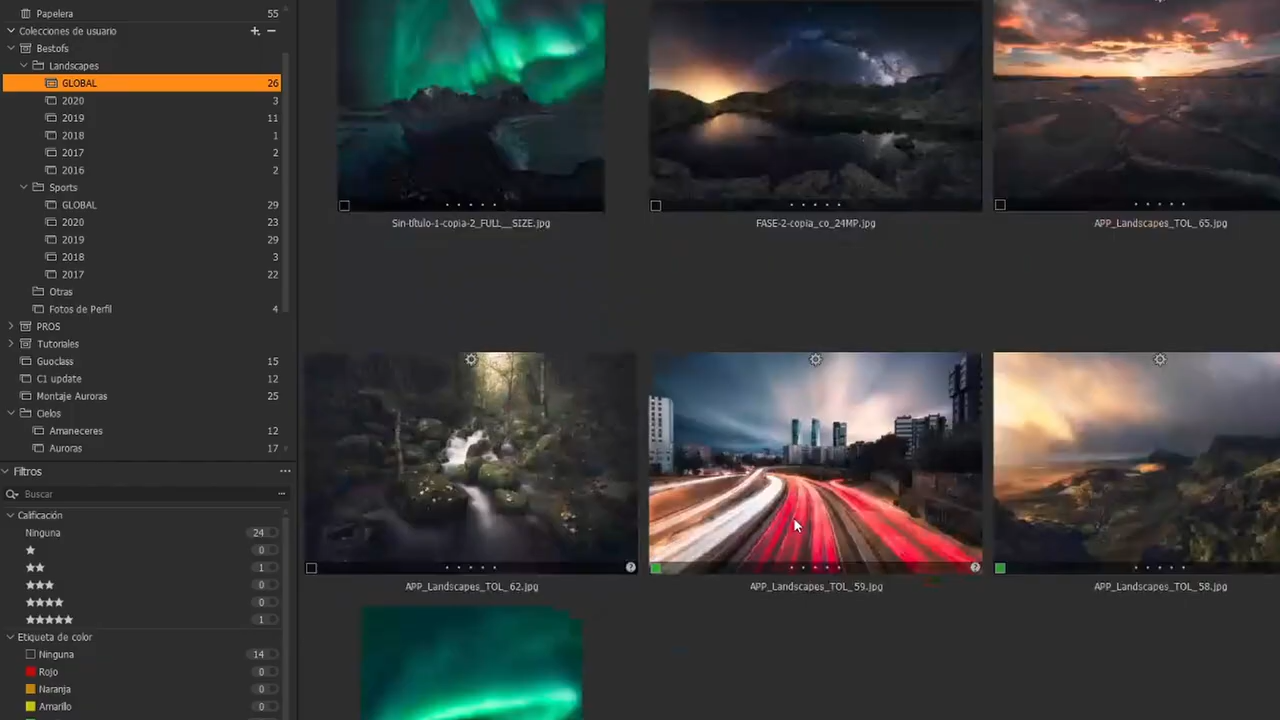 Papelera 55
Colecciones de usuario
Bestofs
Landscapes
GLOBAL 26
2020 3
2019 11
2018 1
2017 2
2016 2
Sports
GLOBAL 29
2020 23
2019 29
2018 3
2017 22
Otras
Fotos de Perfil 4
PROS
Tutoriales
Guoclass 15
C1 update 12
Montaje Auroras 25
Cielos
Amaneceres 12
Auroras 17
Filtros
Buscar
Calificación
Ninguna 24
0
1
0
0
1
Etiqueta de color
Ninguna 14
Rojo 0
Naranja 0
Amarillo 0
Sin-título-1-copia-2_FULL__SIZE.jpg
FASE-2-copia_co_24MP.jpg
APP_Landscapes_TOL_65.jpg
APP_Landscapes_TOL_62.jpg
APP_Landscapes_TOL_59.jpg
APP_Landscapes_TOL_58.jpg